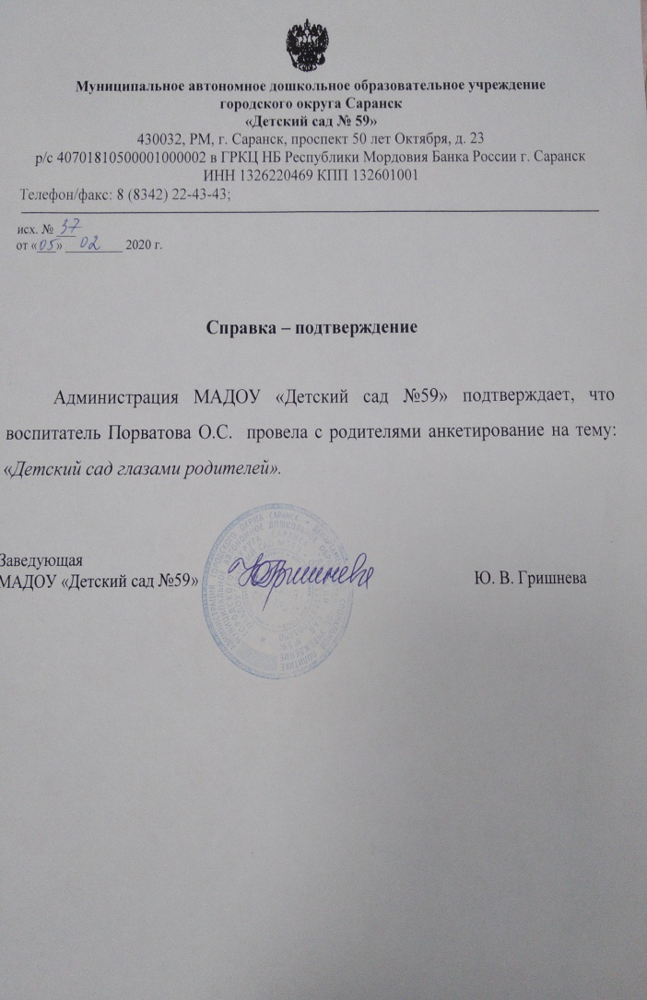 Муниципальное автономное дошкольное образовательное учреждение
городского округа Саранск
«Детский сад № 59»
430032, РМ, г. Саранск, проспект 50 лет Октября, д. 23
р/с 40701810500001000002 в ГРКЦ НБ Республики Мордовия Банка России г. Саранск
ИНН 1326220469 КПП 132601001
Телефон/факс: 8 (8342) 22-43-43;
исх. № 37
от «05» 02 2020 г.
Справка – подтверждение
Администрация МАДОУ «Детский сад №59» подтверждает, что
воспитатель Порватова О.С. провела с родителями анкетирование на тему:
«Детский сад глазами родителей».
Заведующая
МАДОУ «Детский сад №59»
Ю. В. Гришнева